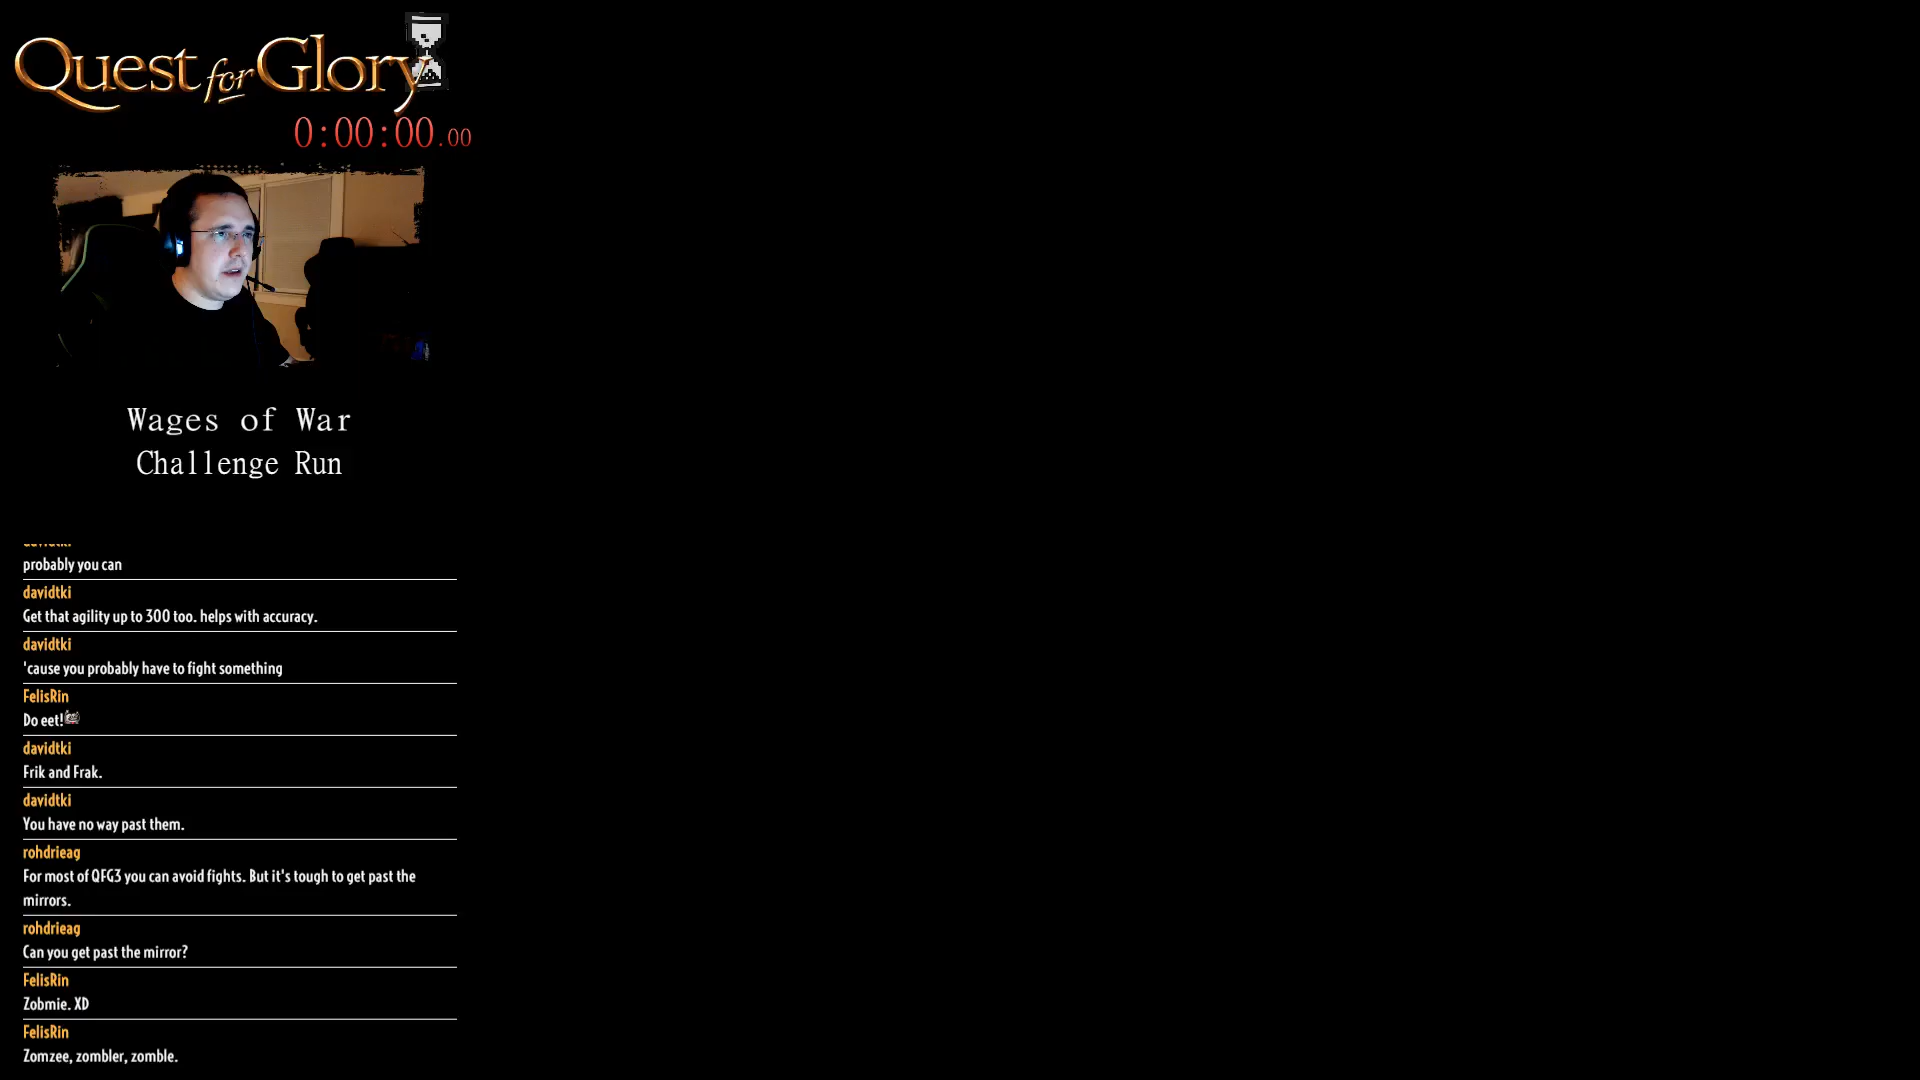 Quest for Glory
0:00:00.00
Wages of War
Challenge Run
davidtki
probably you can
davidtki
Get that agility up to 300 too. helps with accuracy.
davidtki
'cause you probably have to fight something
FelisRin
Do eet!
davidtki
Frik and Frak.
davidtki
You have no way past them.
rohdrieag
For most of QFG3 you can avoid fights. But it's tough to get past the
mirrors.
rohdrieag
Can you get past the mirror?
FelisRin
Zobmie. XD
FelisRin
Zomzee, zombler, zomble.